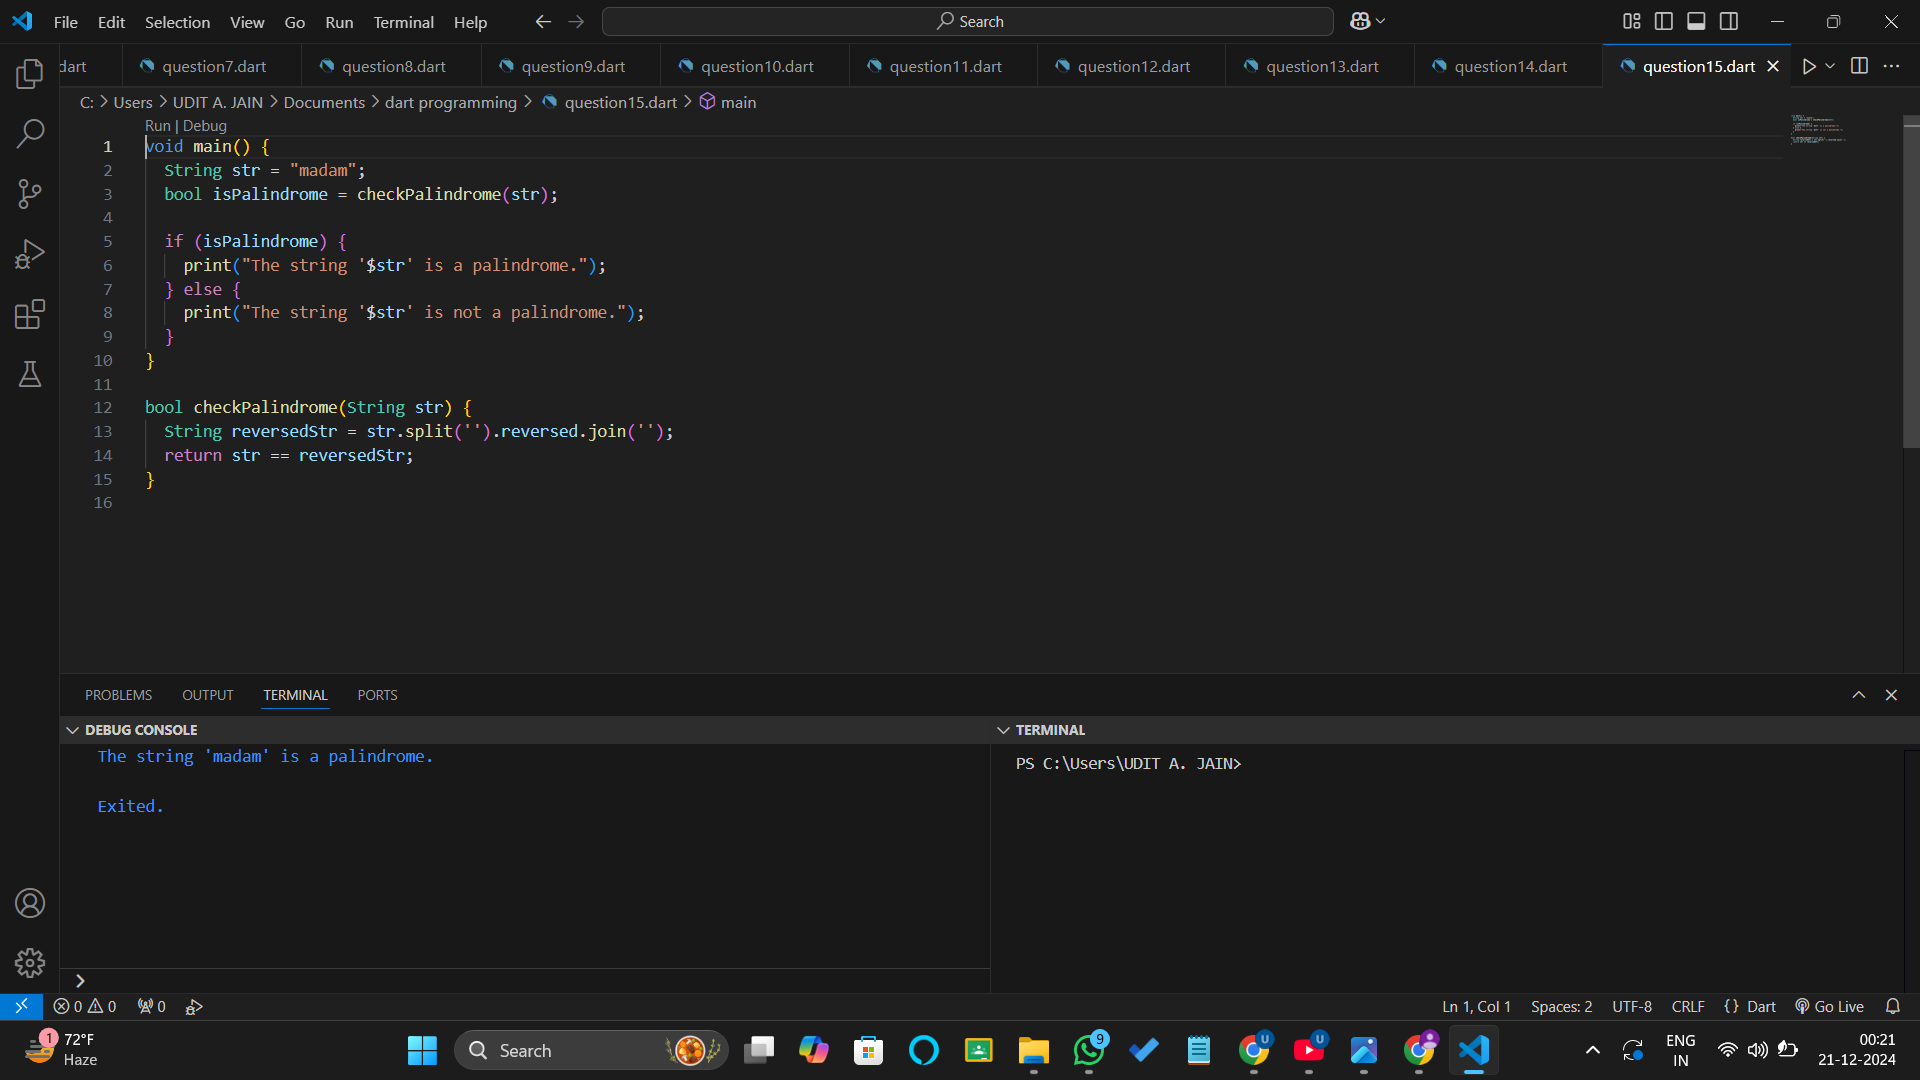 File Edit Selection View Go Run Terminal Help
Search
dart question7.dart question8.dart question9.dart question10.dart question11.dart question12.dart question13.dart question14.dart question15.dart
C: > Users > UDIT A. JAIN > Documents > dart programming > question15.dart > main
Run | Debug
1 void main() {
2 String str = "madam";
3 bool isPalindrome = checkPalindrome(str);
4
5 if (isPalindrome) {
6 print("The string '$str' is a palindrome.");
7 } else {
8 print("The string '$str' is not a palindrome.");
9 }
10 }
11
12 bool checkPalindrome(String str) {
13 String reversedStr = str.split('').reversed.join('');
14 return str == reversedStr;
15 }
16
PROBLEMS OUTPUT TERMINAL PORTS
DEBUG CONSOLE
The string 'madam' is a palindrome.
Exited.
TERMINAL
PS C:\Users\UDIT A. JAIN>
0 0 0 Ln 1, Col 1 Spaces: 2 UTF-8 CRLF {} Dart Go Live
1 72°F
Haze
Search
9
U
U
ENG
IN
00:21
21-12-2024